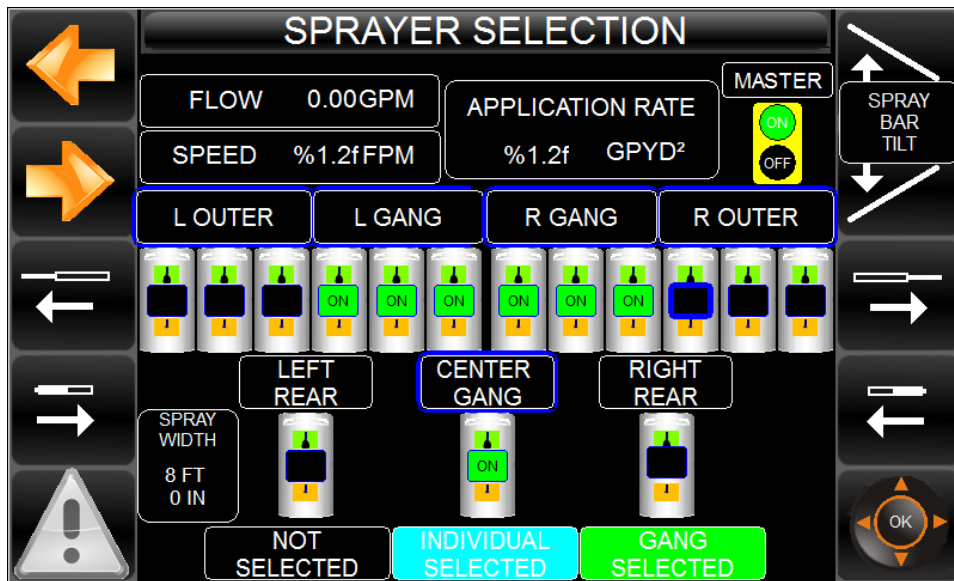 SPRAYER SELECTION
FLOW 0.00GPM
APPLICATION RATE
MASTER
ON
OFF
SPEED %1.2fFPM
%1.2f GPYD²
SPRAY
BAR
TILT
L OUTER
L GANG
R GANG
R OUTER
ON
ON
ON
ON
ON
ON
LEFT
REAR
CENTER
GANG
RIGHT
REAR
SPRAY
WIDTH
8 FT
0 IN
ON
OK
NOT
SELECTED
INDIVIDUAL
SELECTED
GANG
SELECTED